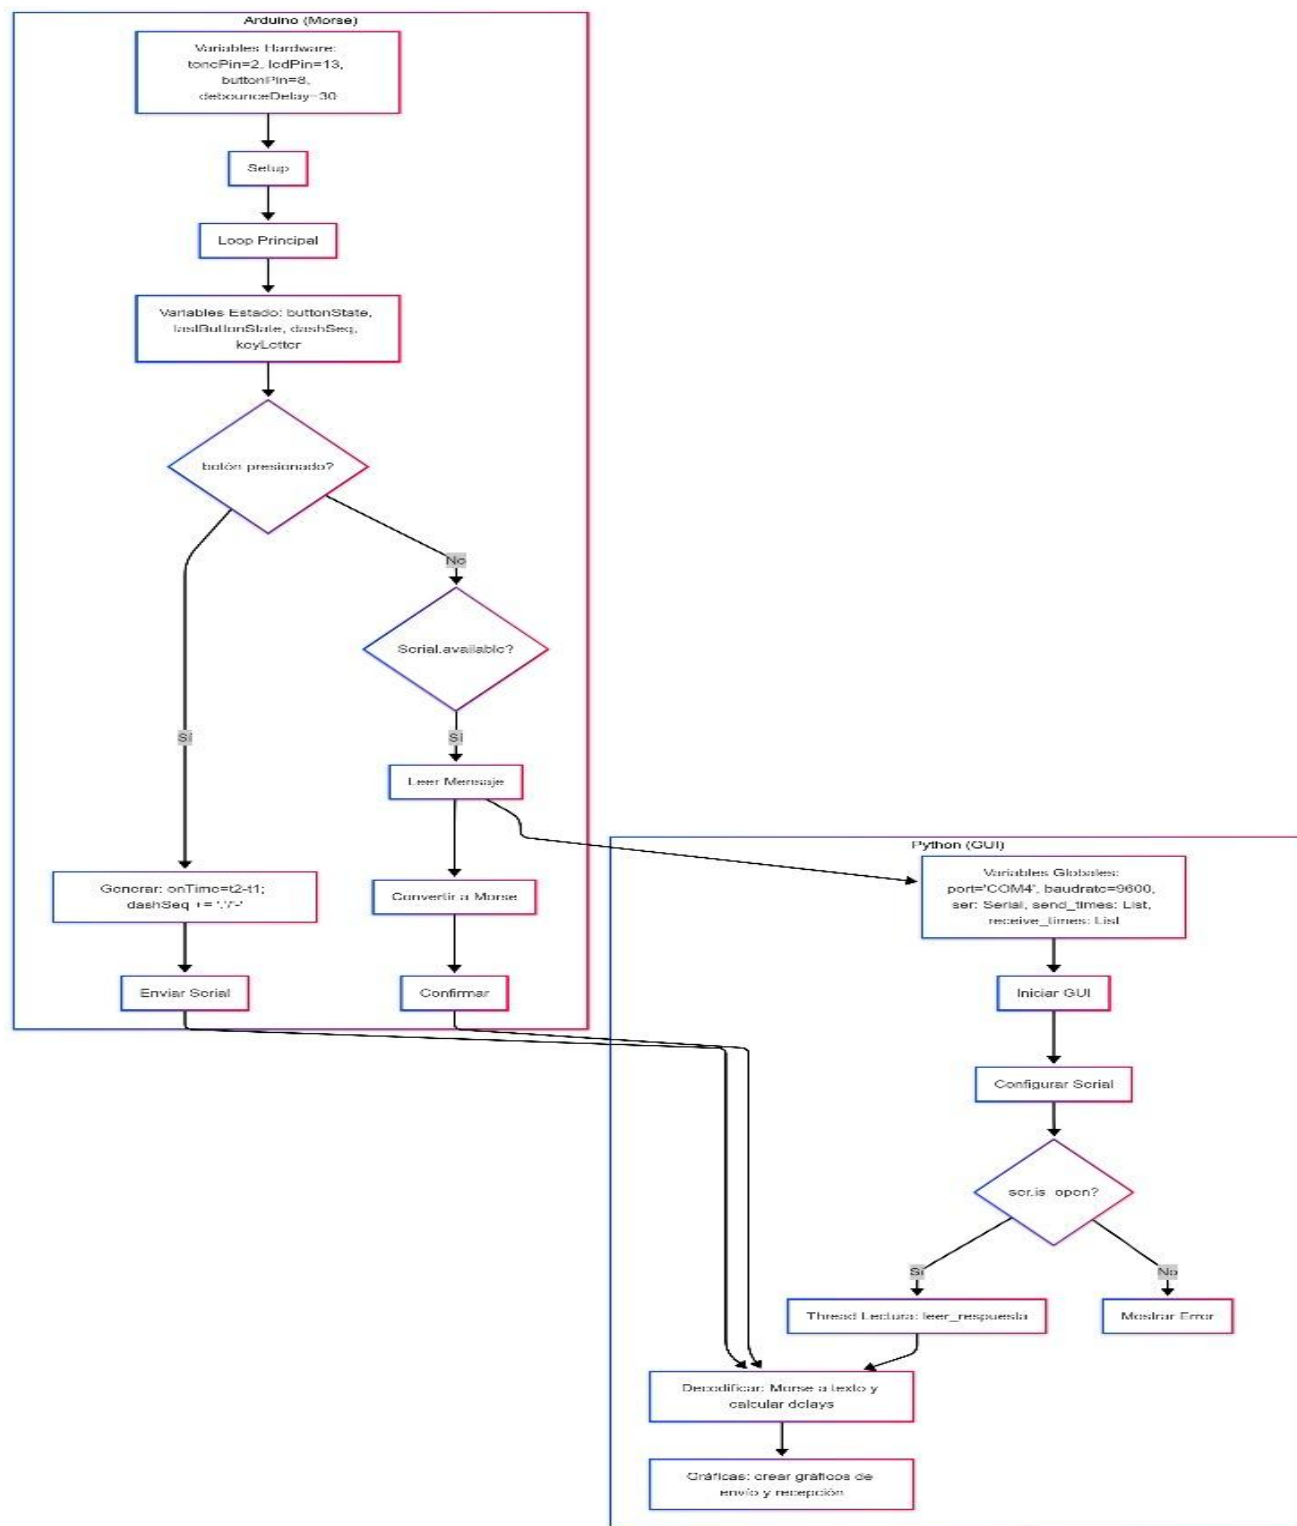 Arduino (Morse)
Variables Hardware:
tonePin=2, ledPin=13,
buttonPin=8,
debounceDelay=30
Setup
Loop Principal
Variables Estado: buttonState,
lastButtonState, dashSeq,
keyLetter
botón presionado?
No
Serial.available?
Sí
Sí
Leer Mensaje
Generar: onTime=t2-t1;
dashSeq += '.'/'-'
Convertir a Morse
Enviar Serial
Confirmar
Python (GUI)
Variables Globales:
port='COM4', baudrate=9600,
ser: Serial, send_times: List,
receive_times: List
Iniciar GUI
Configurar Serial
ser.is_open?
Sí
No
Thread Lectura: leer_respuesta
Mostrar Error
Decodificar: Morse a texto y
calcular delays
Gráficas: crear gráficos de
envío y recepción